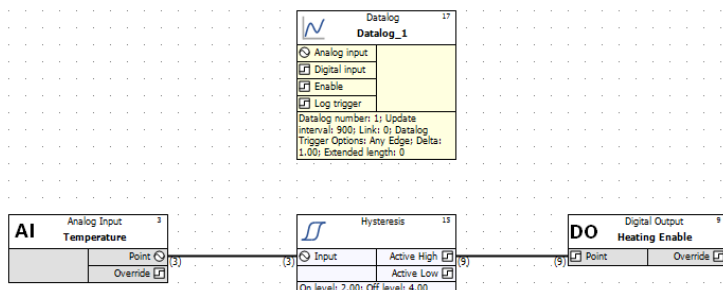 Datalog 17
Datalog_1
Analog input
Digital input
Enable
Log trigger
Datalog number: 1; Update
interval: 900; Link: 0; Datalog
Trigger Options: Any Edge; Delta:
1.00; Extended length: 0
AI Analog Input 3
Temperature
Point (3)
Override
Hysteresis 15
(3) Input Active High (9)
Active Low
On level: 2.00; Off level: 4.00
DO Digital Output 9
Heating Enable
(9) Point Override